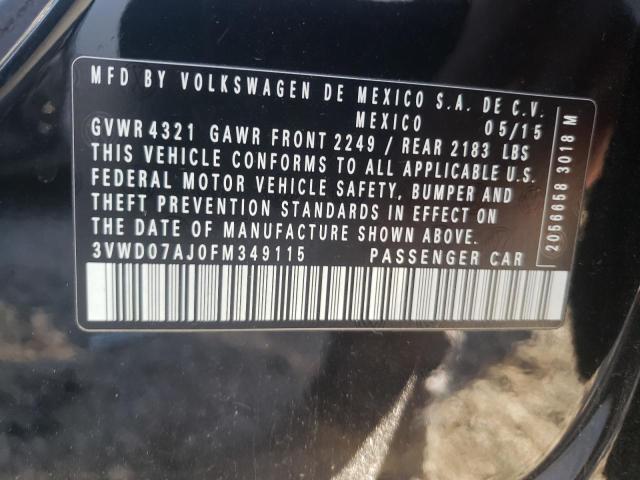 MFD BY VOLKSWAGEN DE MEXICO S.A. DE C.V.
MEXICO 05/15
GVWR 4321 GAWR FRONT 2249 / REAR 2183 LBS
THIS VEHICLE CONFORMS TO ALL APPLICABLE U.S.
FEDERAL MOTOR VEHICLE SAFETY, BUMPER AND
THEFT PREVENTION STANDARDS IN EFFECT ON
THE DATE OF MANUFACTURE SHOWN ABOVE.
3VWD07AJ0FM349115 PASSENGER CAR
2056658 3018 M